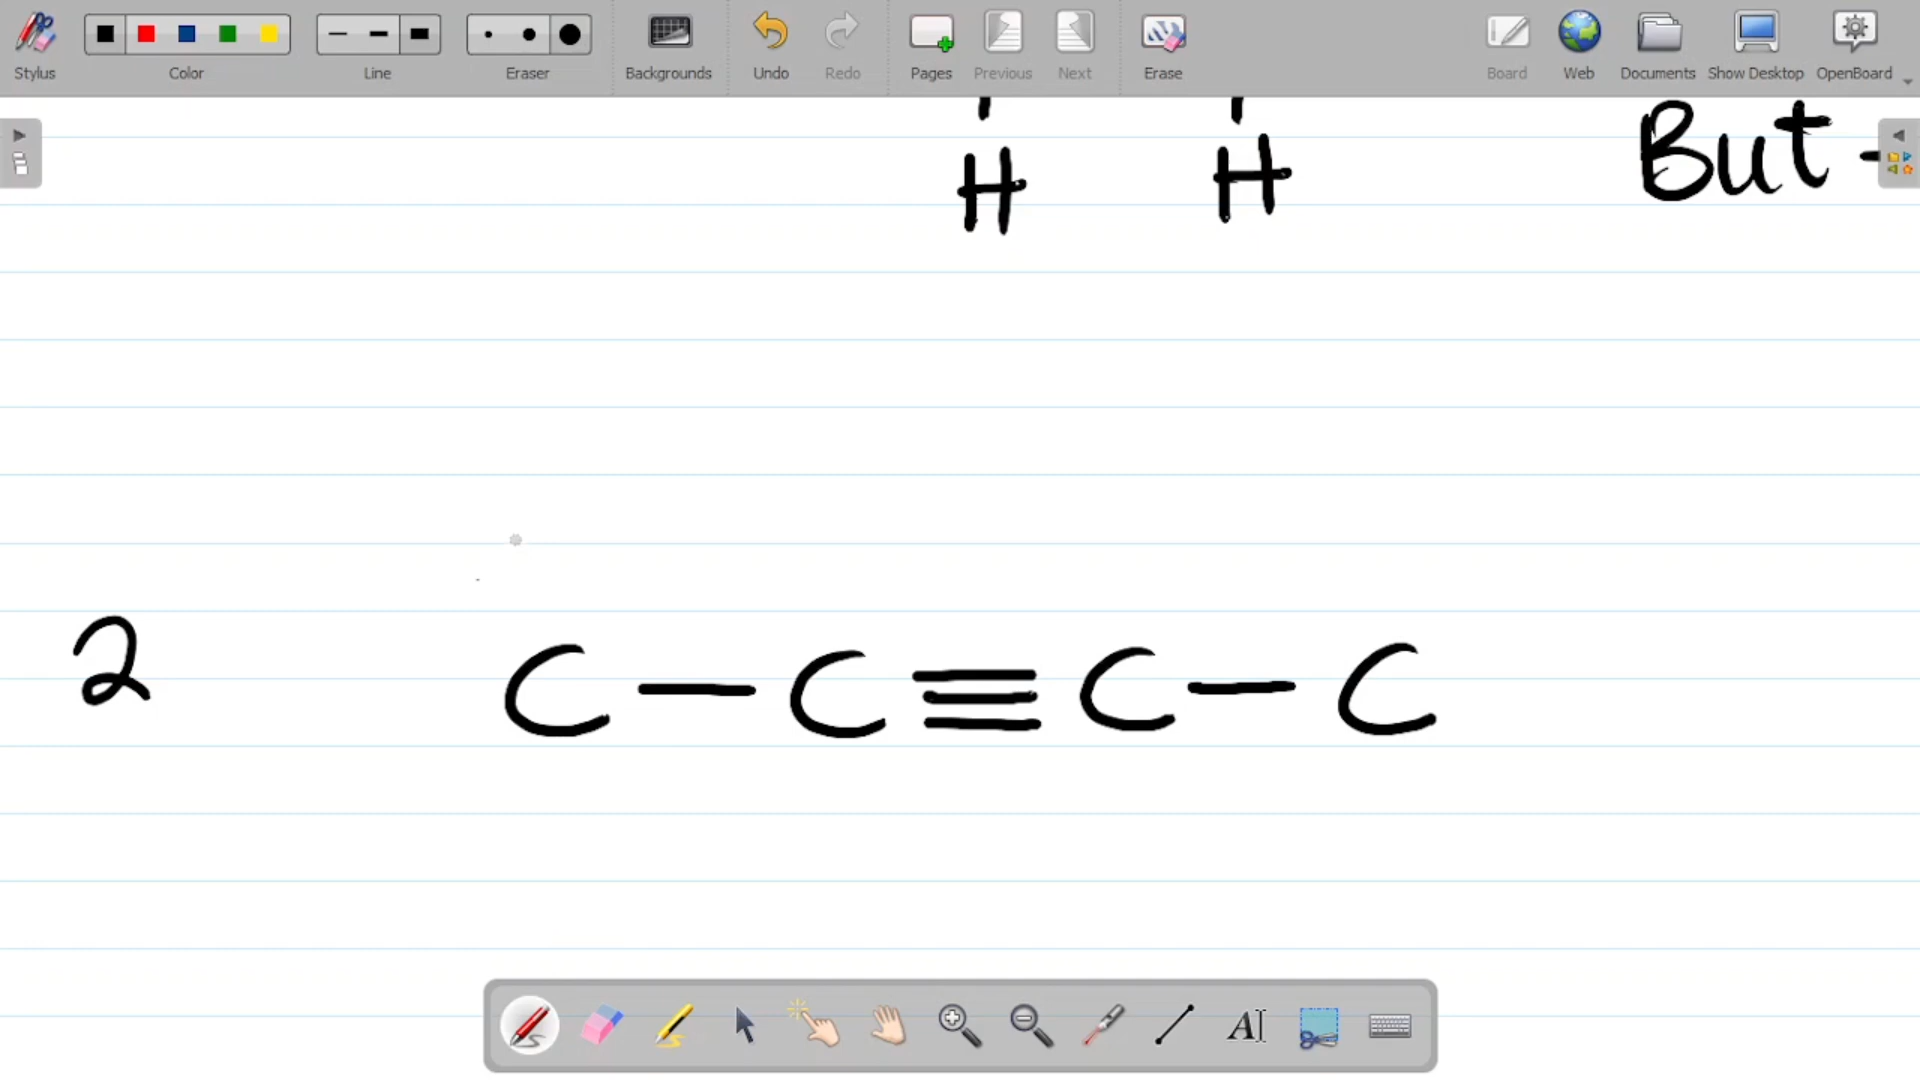 Stylus Color Line Eraser Backgrounds Undo Redo Pages Previous Next Erase Board Web Documents Show Desktop OpenBoard
H H But -
2 C — C ≡ C — C
A